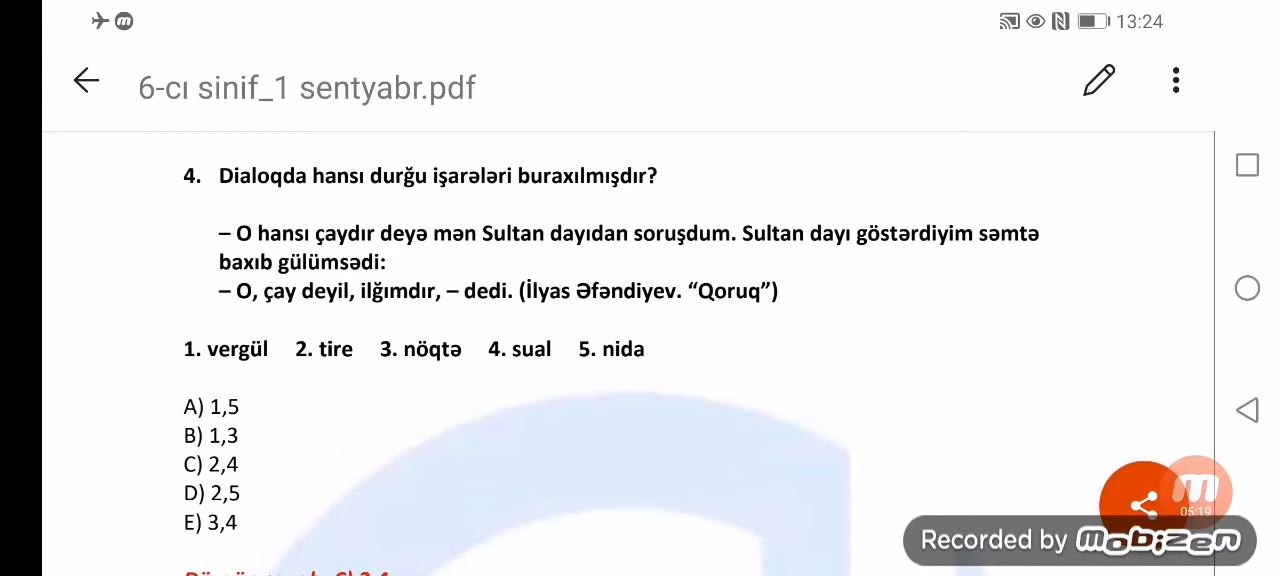 13:24
6-cı sinif_1 sentyabr.pdf
4. Dialoqda hansı durğu işarələri buraxılmışdır?
– O hansı çaydır deyə mən Sultan dayıdan soruşdum. Sultan dayı göstərdiyim səmtə
baxıb gülümsədi:
– O, çay deyil, ilğımdır, – dedi. (İlyas Əfəndiyev. “Qoruq”)
1. vergül 2. tire 3. nöqtə 4. sual 5. nida
A) 1,5
B) 1,3
C) 2,4
D) 2,5
E) 3,4
05:19
Recorded by mobizen